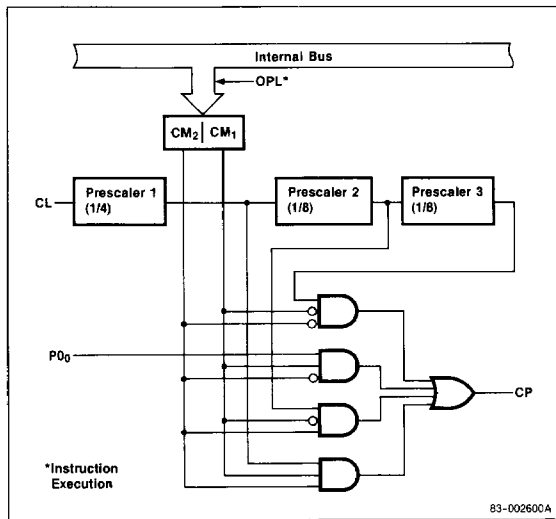 Internal Bus
OPL*
CM₂ CM₁
Prescaler 1
(1/4)
Prescaler 2
(1/8)
Prescaler 3
(1/8)
CL
P0₀
CP
*Instruction
Execution
83-002600A